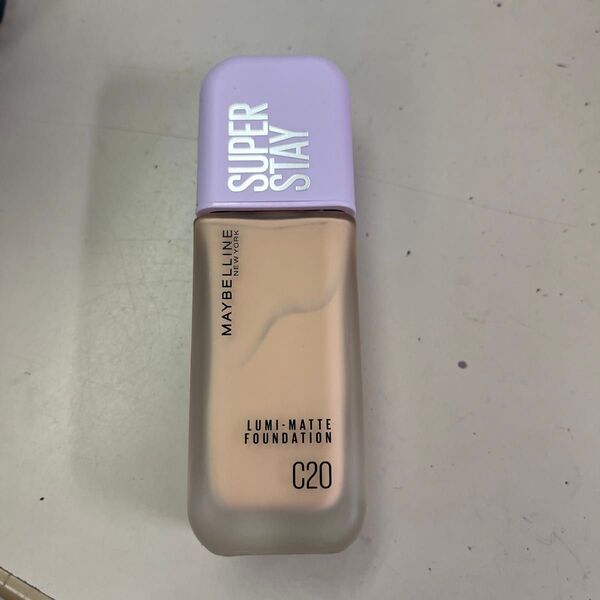 SUPER
STAY
MAYBELLINE
NEW YORK
LUMI-MATTE
FOUNDATION
C20